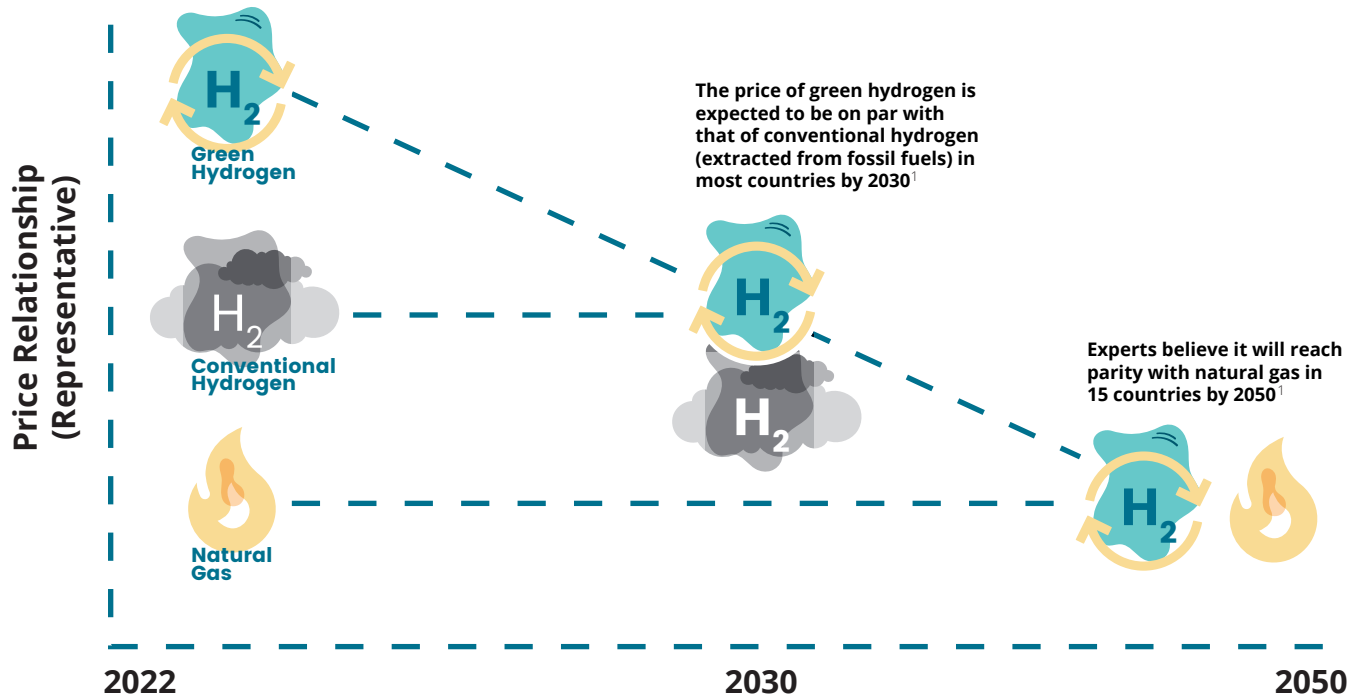 Price Relationship
(Representative)
H2
Green
Hydrogen
The price of green hydrogen is
expected to be on par with
that of conventional hydrogen
(extracted from fossil fuels) in
most countries by 2030¹
H2
Conventional
Hydrogen
H2
H2
Experts believe it will reach
parity with natural gas in
15 countries by 2050¹
Natural
Gas
H2
2022
2030
2050